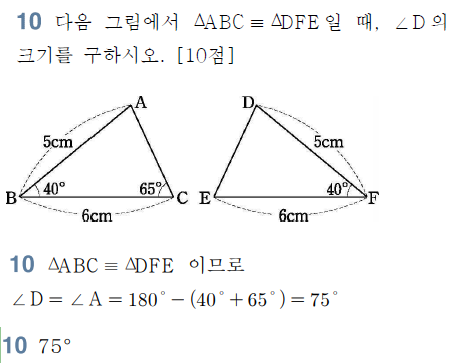 10 다음 그림에서 △ABC ≡ △DFE 일 때, ∠D의
크기를 구하시오. [10점]
A
D
5cm
5cm
40°
65°
40°
B
C
E
F
6cm
6cm
10 △ABC ≡ △DFE 이므로
∠D = ∠A = 180° - (40° + 65°) = 75°
10 75°